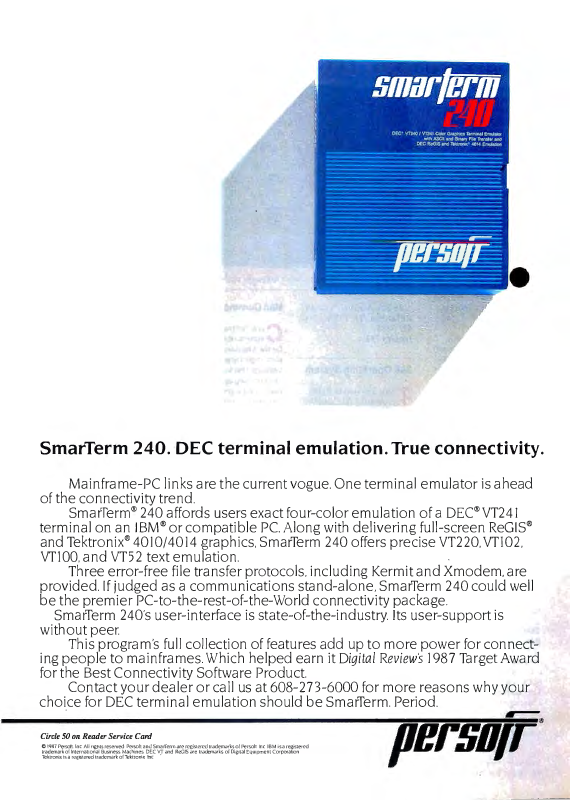 smarterm
240
DEC® VT240 / VT241 Color Graphics Terminal Emulator
with ASCII and Binary File Transfer and
DEC ReGIS and Tektronix® 4014 Emulation
persoft
SmarTerm 240. DEC terminal emulation. True connectivity.
Mainframe-PC links are the current vogue. One terminal emulator is ahead
of the connectivity trend.
SmarTerm® 240 affords users exact four-color emulation of a DEC® VT241
terminal on an IBM® or compatible PC. Along with delivering full-screen ReGIS®
and Tektronix® 4010/4014 graphics, SmarTerm 240 offers precise VT220, VT102,
VT100, and VT52 text emulation.
Three error-free file transfer protocols, including Kermit and Xmodem, are
provided. If judged as a communications stand-alone, SmarTerm 240 could well
be the premier PC-to-the-rest-of-the-World connectivity package.
SmarTerm 240's user-interface is state-of-the-industry. Its user-support is
without peer.
This program's full collection of features add up to more power for connect-
ing people to mainframes. Which helped earn it Digital Review's 1987 Target Award
for the Best Connectivity Software Product.
Contact your dealer or call us at 608-273-6000 for more reasons why your
choice for DEC terminal emulation should be SmarTerm. Period.
Circle 50 on Reader Service Card
© 1987 Persoft, Inc. All rights reserved. Persoft and SmarTerm are registered trademarks of Persoft Inc. IBM is a registered
trademark of International Business Machines. DEC, VT and ReGIS are trademarks of Digital Equipment Corporation.
Tektronix is a registered trademark of Tektronix Inc.
persoft®